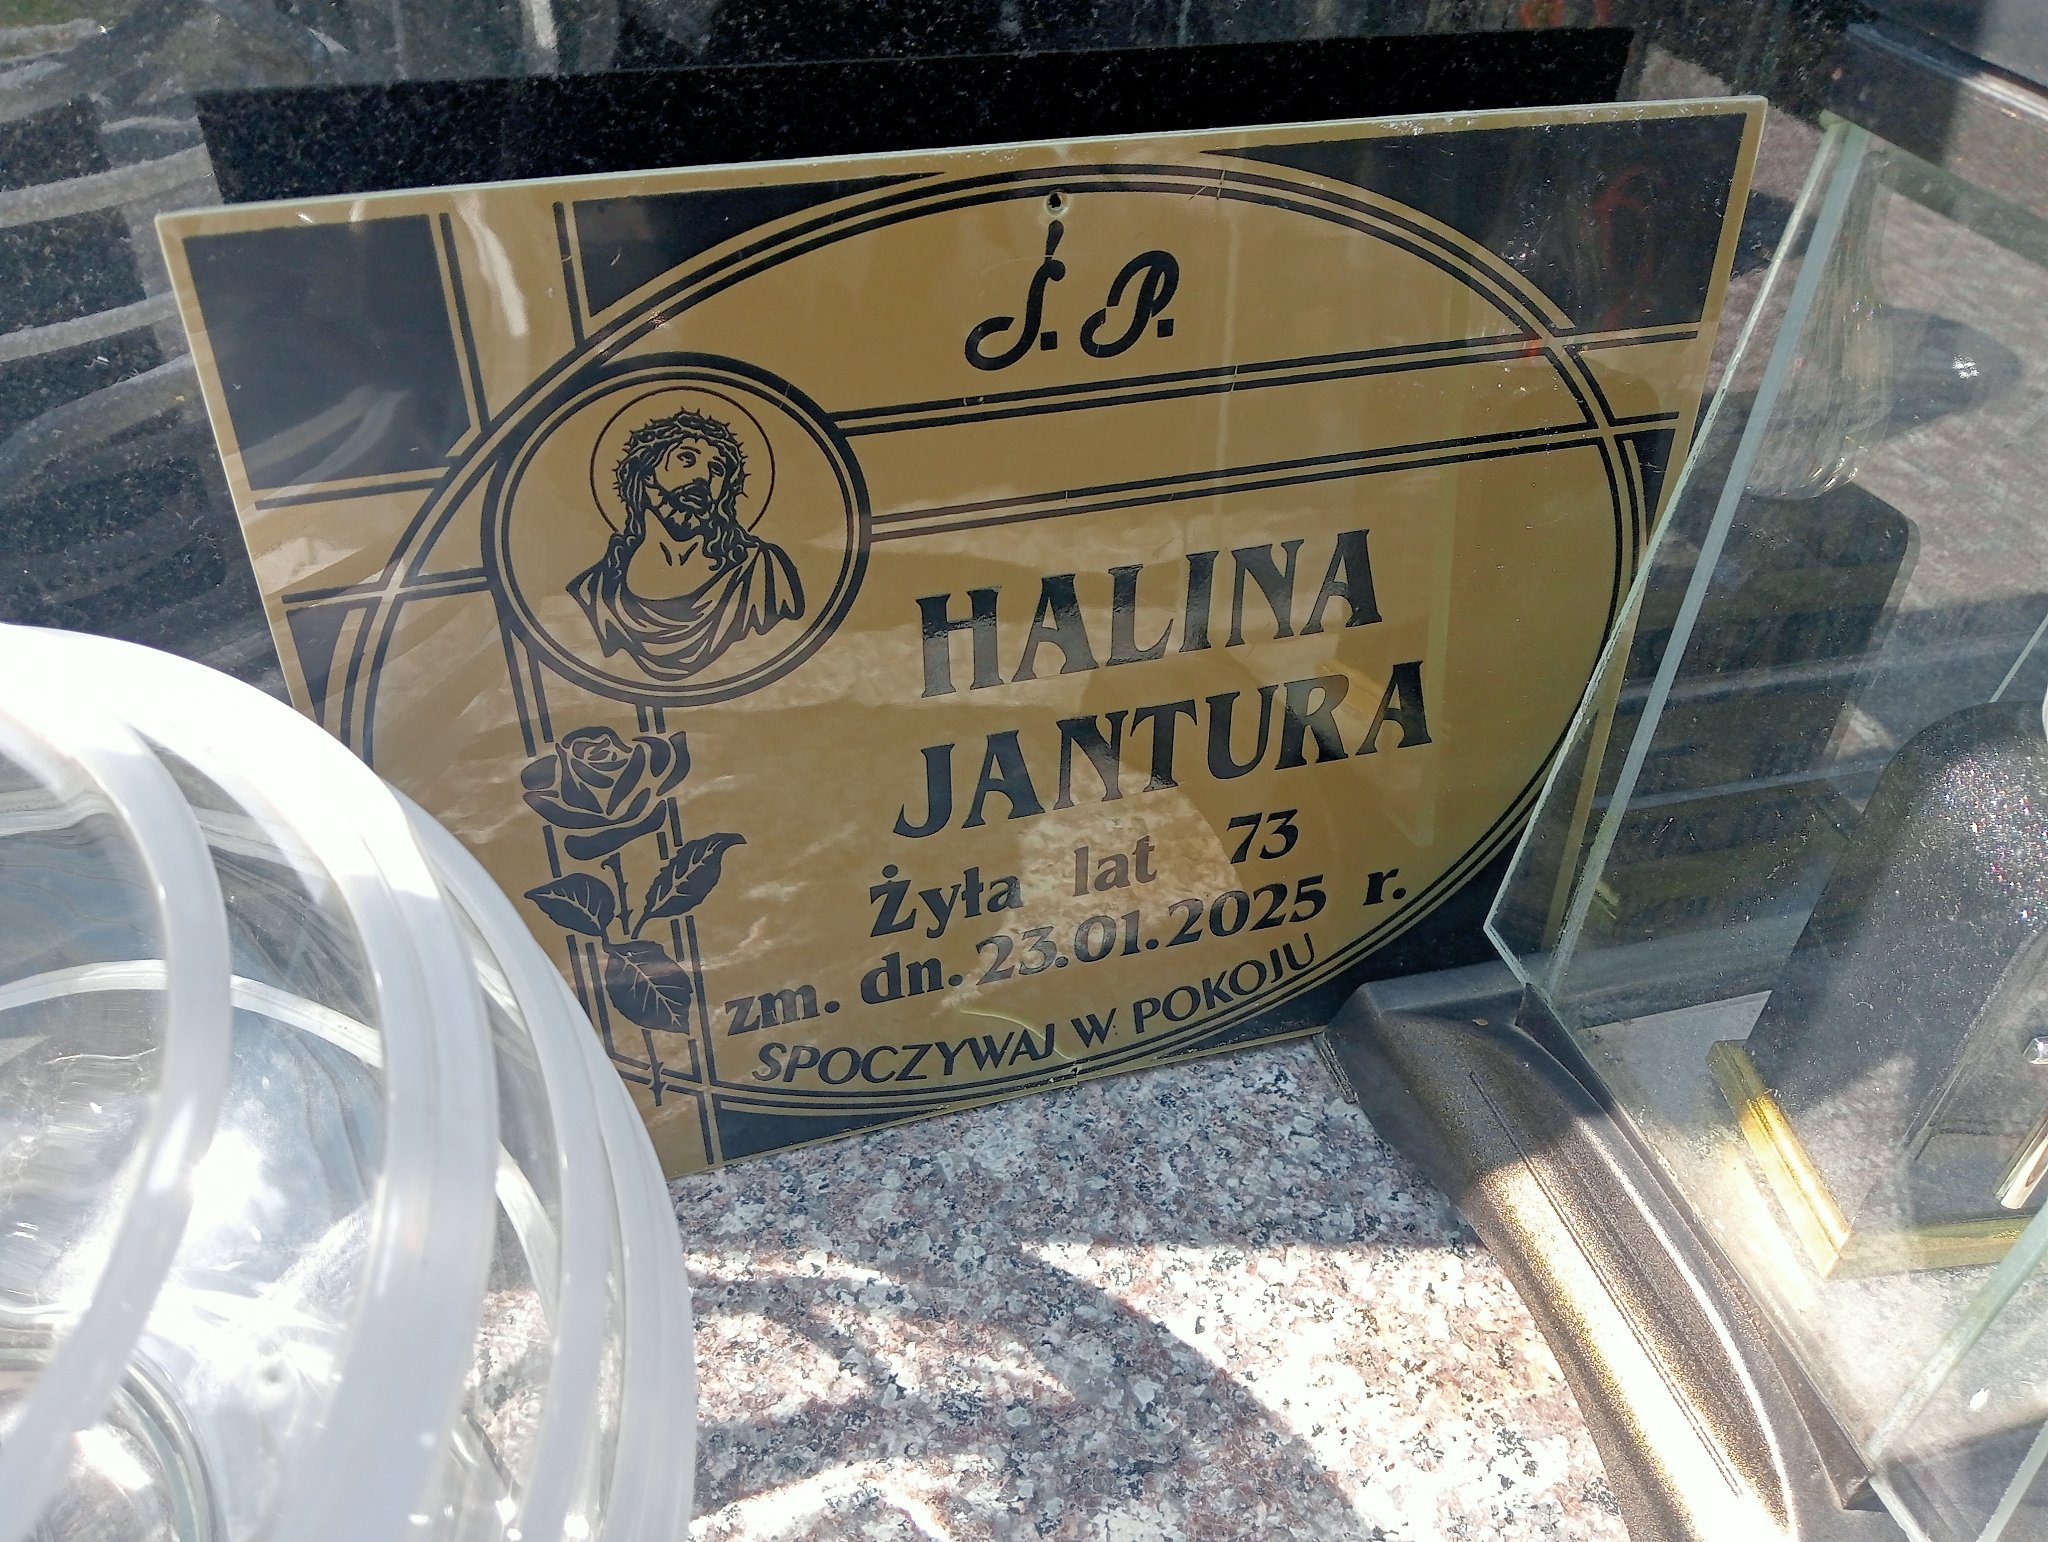 Ś. P.
HALINA
JANTURA
Żyła lat 73
zm. dn. 23.01.2025 r.
SPOCZYWAJ W POKOJU